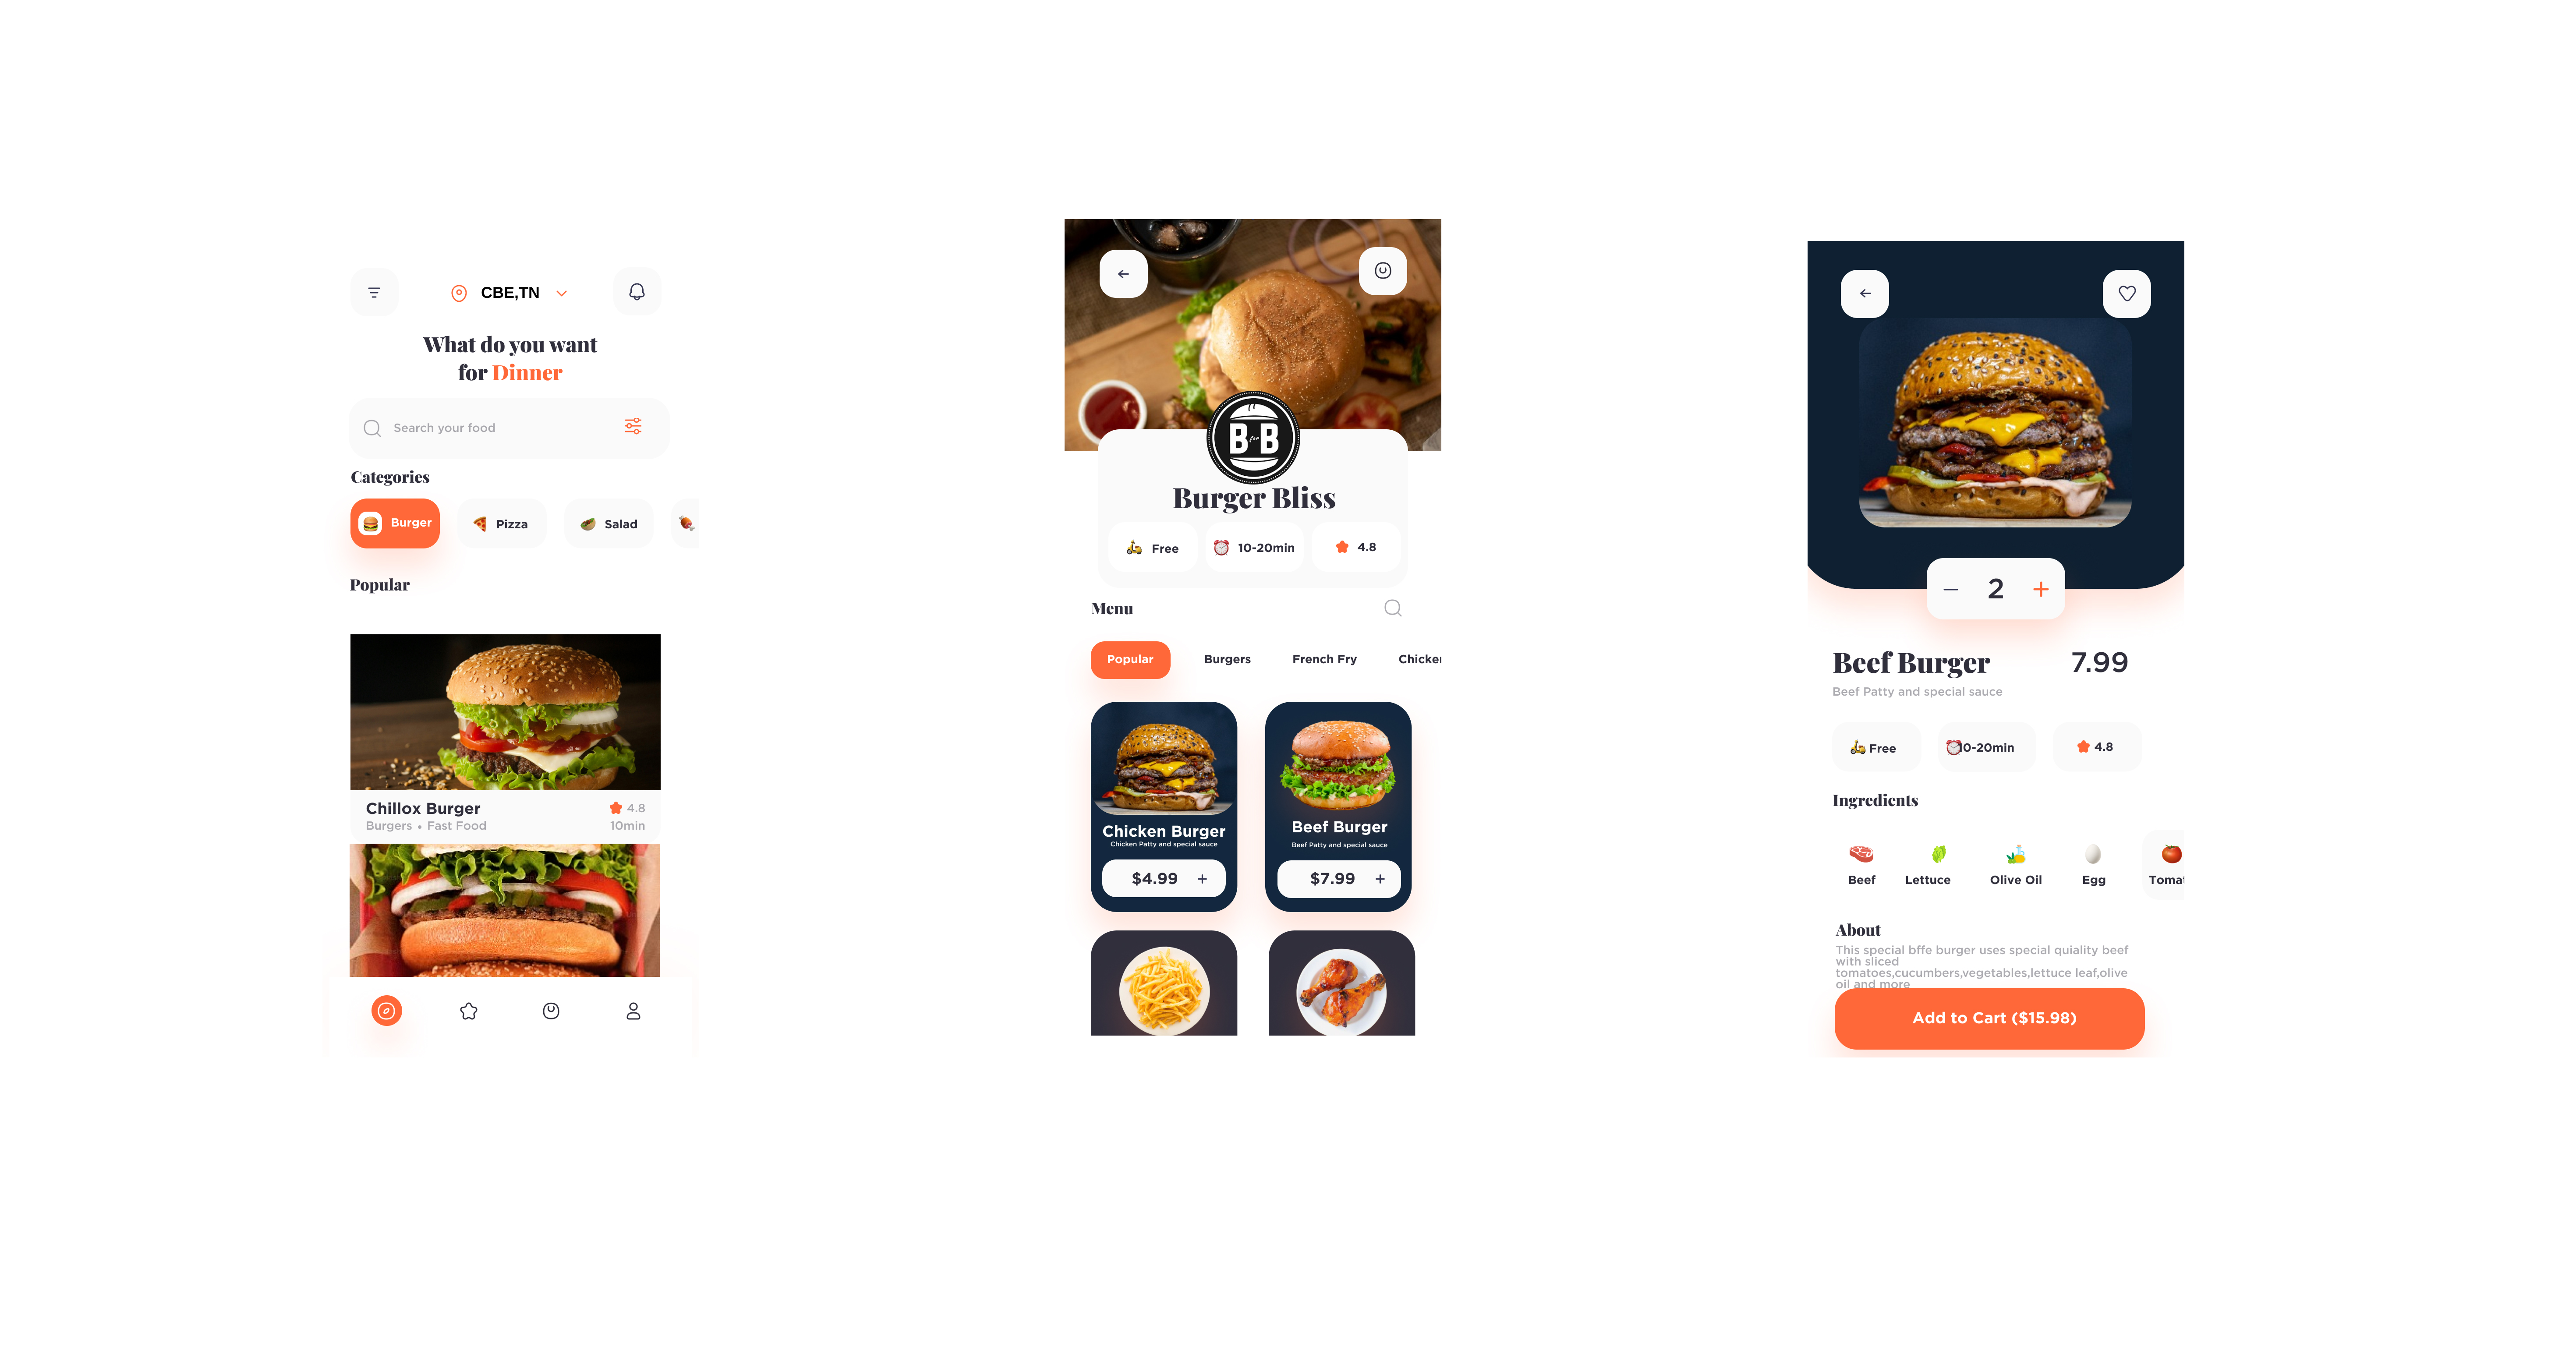 CBE,TN
What do you want
for Dinner
Search your food
Categories
Burger
Pizza
Salad
Popular
Chillox Burger
4.8
Burgers • Fast Food
10min
B for B
Burger Bliss
Free
10-20min
4.8
Menu
Popular
Burgers
French Fry
Chicken
Chicken Burger
Chicken Patty and special sauce
$4.99 +
Beef Burger
Beef Patty and special sauce
$7.99 +
— 2 +
Beef Burger
7.99
Beef Patty and special sauce
Free
10-20min
4.8
Ingredients
Beef
Lettuce
Olive Oil
Egg
Tomat
About
This special bffe burger uses special quiality beef
with sliced
tomatoes,cucumbers,vegetables,lettuce leaf,olive
oil and more
Add to Cart ($15.98)